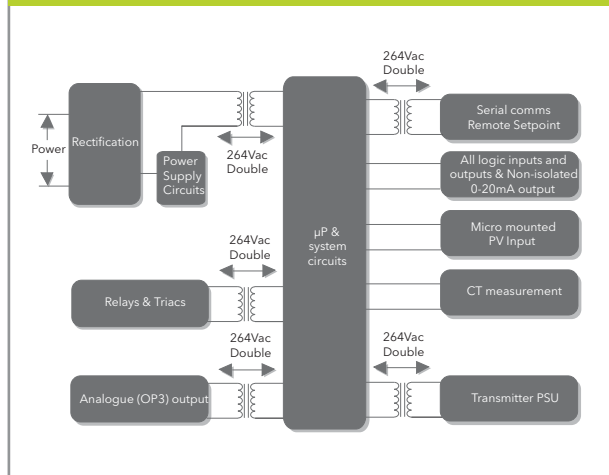 264Vac
Double
Power
Rectification
Power
Supply
Circuits
264Vac
Double
µP &
system
circuits
Serial comms
Remote Setpoint
All logic inputs and
outputs & Non-isolated
0-20mA output
Micro mounted
PV Input
264Vac
Double
Relays & Triacs
CT measurement
264Vac
Double
264Vac
Double
Analogue (OP3) output
Transmitter PSU